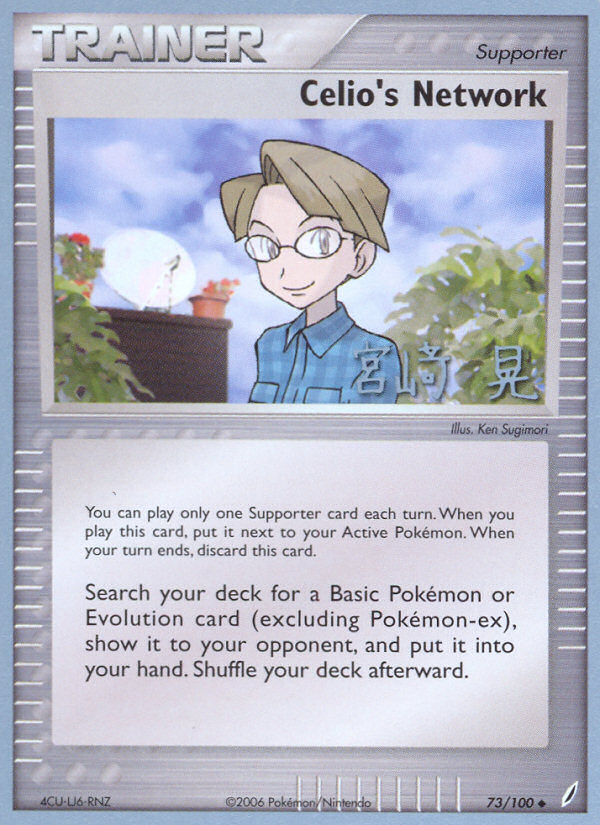 TRAINER
Supporter
Celio's Network
宮崎 晃
Illus. Ken Sugimori
You can play only one Supporter card each turn. When you
play this card, put it next to your Active Pokémon. When
your turn ends, discard this card.
Search your deck for a Basic Pokémon or
Evolution card (excluding Pokémon-ex),
show it to your opponent, and put it into
your hand. Shuffle your deck afterward.
4CU-LJ6-RNZ
©2006 Pokémon/Nintendo
73/100